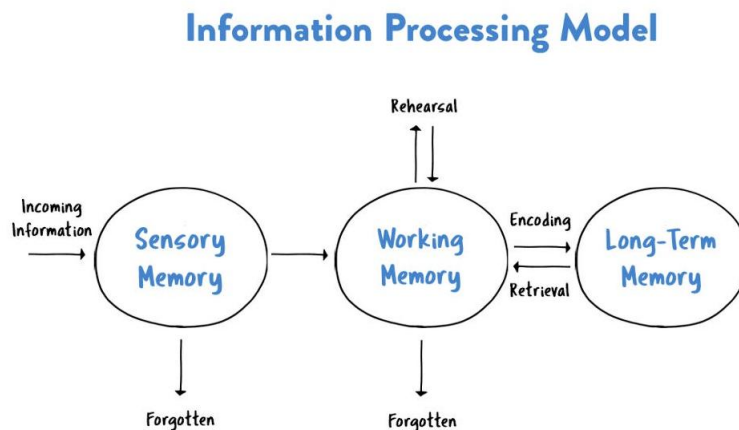 Information Processing Model
Rehearsal
Incoming
Information
Sensory
Memory
Working
Memory
Encoding
Retrieval
Long-Term
Memory
Forgotten
Forgotten